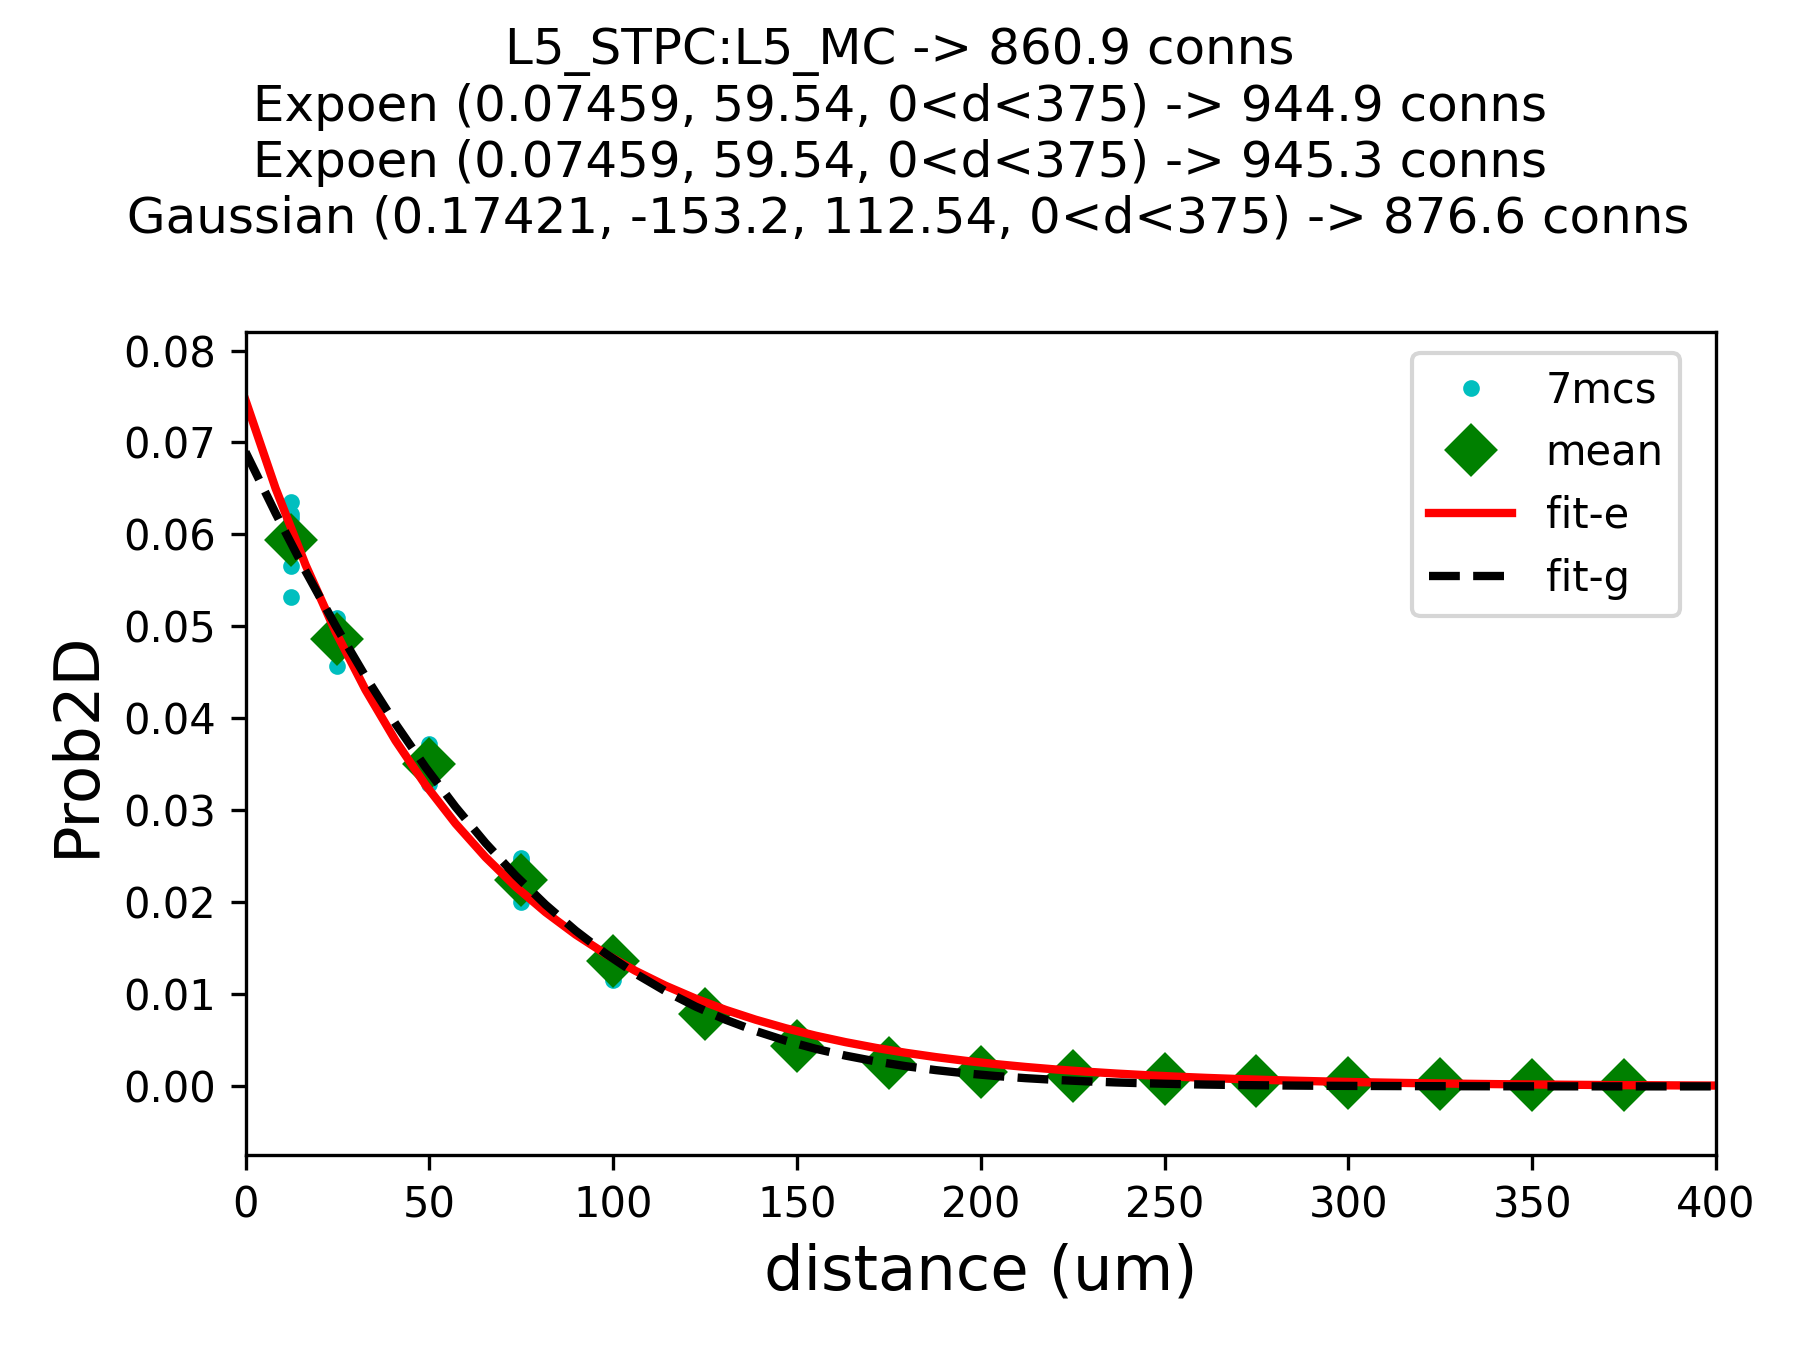 L5_STPC:L5_MC -> 860.9 conns
Expoen (0.07459, 59.54, 0<d<375) -> 944.9 conns
Expoen (0.07459, 59.54, 0<d<375) -> 945.3 conns
Gaussian (0.17421, -153.2, 112.54, 0<d<375) -> 876.6 conns
0.08
0.07
0.06
0.05
0.04
0.03
0.02
0.01
0.00
Prob2D
7mcs
mean
fit-e
fit-g
0 50 100 150 200 250 300 350 400
distance (um)